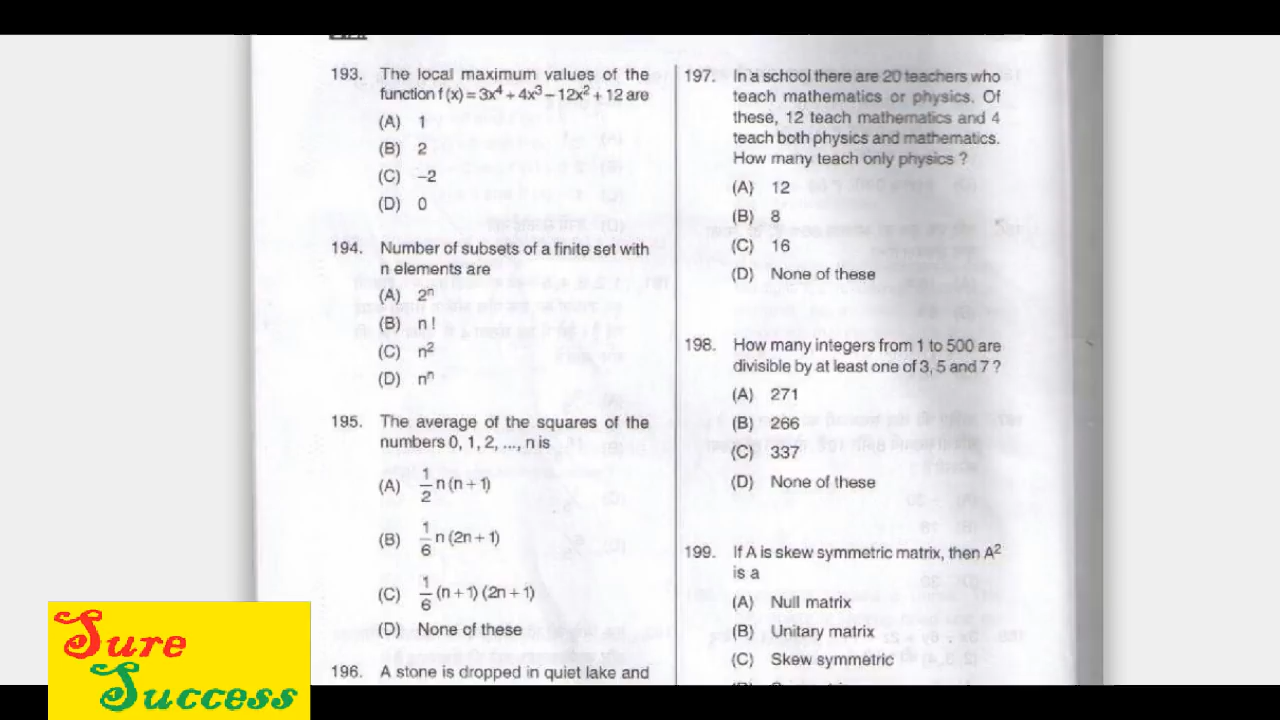 193. The local maximum values of the
function f (x) = 3x⁴ + 4x³ – 12x² + 12 are
(A) 1
(B) 2
(C) –2
(D) 0
194. Number of subsets of a finite set with
n elements are
(A) 2ⁿ
(B) n !
(C) n²
(D) nⁿ
195. The average of the squares of the
numbers 0, 1, 2, ..., n is
(A) 1/2 n (n + 1)
(B) 1/6 n (2n + 1)
(C) 1/6 (n + 1) (2n + 1)
(D) None of these
196. A stone is dropped in quiet lake and
197. In a school there are 20 teachers who
teach mathematics or physics. Of
these, 12 teach mathematics and 4
teach both physics and mathematics.
How many teach only physics ?
(A) 12
(B) 8
(C) 16
(D) None of these
198. How many integers from 1 to 500 are
divisible by at least one of 3, 5 and 7 ?
(A) 271
(B) 266
(C) 337
(D) None of these
199. If A is skew symmetric matrix, then A²
is a
(A) Null matrix
(B) Unitary matrix
(C) Skew symmetric
Sure
Success